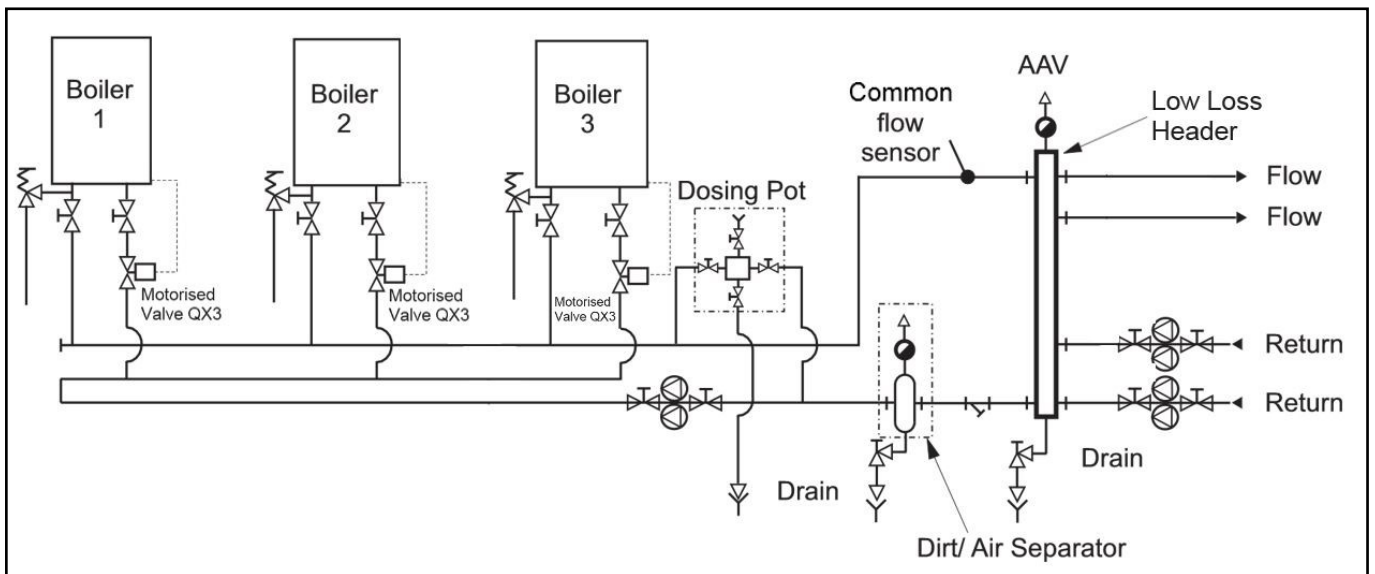 Boiler
1
Boiler
2
Boiler
3
Motorised
Valve QX3
Motorised
Valve QX3
Motorised
Valve QX3
Dosing Pot
Common
flow
sensor
AAV
Low Loss
Header
Flow
Flow
Return
Return
Drain
Drain
Dirt/ Air Separator